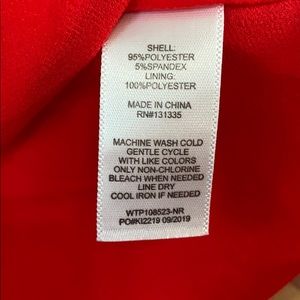 SHELL:
95%POLYESTER
5%SPANDEX
LINING:
100%POLYESTER
MADE IN CHINA
RN#131335
MACHINE WASH COLD
GENTLE CYCLE
WITH LIKE COLORS
ONLY NON-CHLORINE
BLEACH WHEN NEEDED
LINE DRY
COOL IRON IF NEEDED
WTP108523-NR
PO#KI2219 09/2019